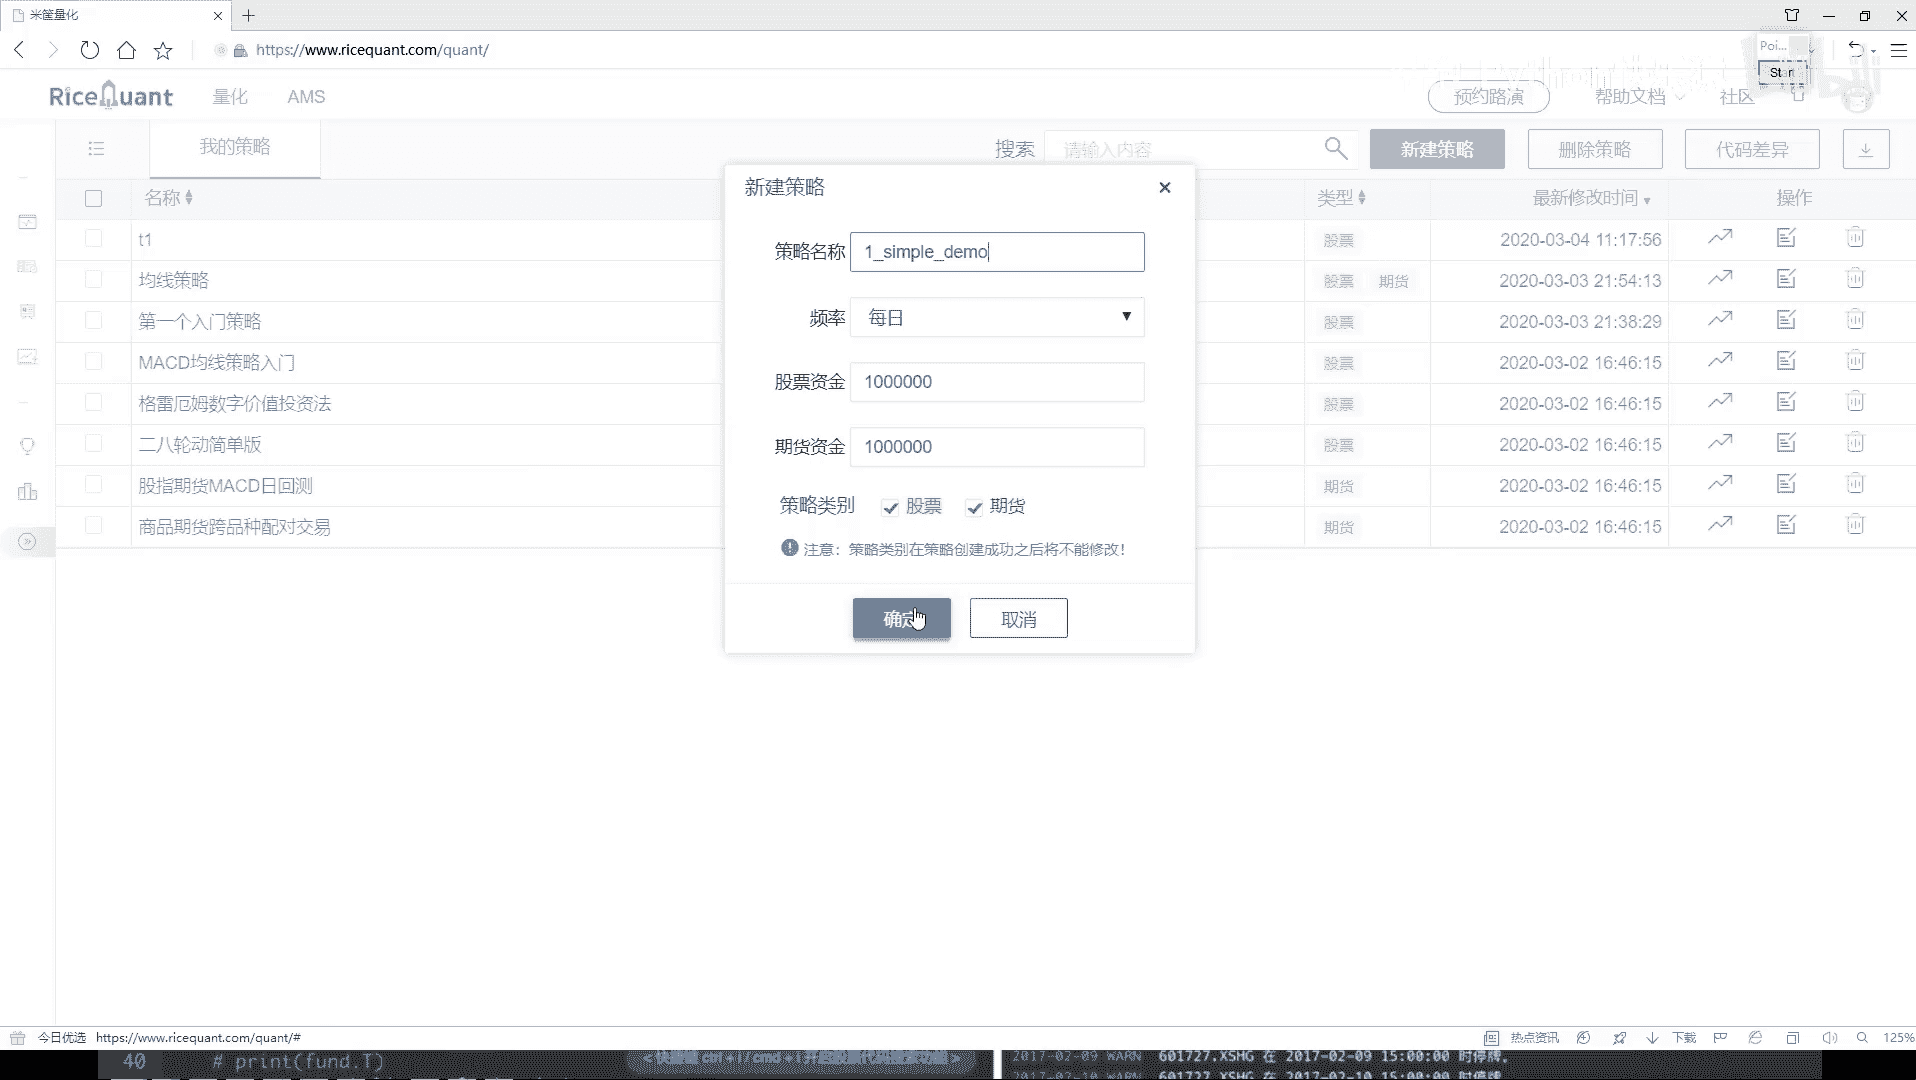 米筐量化
https://www.ricequant.com/quant/
Poi...
Start
RiceQuant 量化 AMS 预约路演 帮助文档 社区
我的策略 搜索 请输入内容 新建策略 删除策略 代码差异
名称 类型 最新修改时间 操作
t1 股票 2020-03-04 11:17:56
均线策略 股票 期货 2020-03-03 21:54:13
第一个入门策略 股票 2020-03-03 21:38:29
MACD均线策略入门 股票 2020-03-02 16:46:15
格雷厄姆数字价值投资法 股票 2020-03-02 16:46:15
二八轮动简单版 股票 2020-03-02 16:46:15
股指期货MACD日回测 期货 2020-03-02 16:46:15
商品期货跨品种配对交易 期货 2020-03-02 16:46:15
新建策略
策略名称 1_simple_demo
频率 每日
股票资金 1000000
期货资金 1000000
策略类别 股票 期货
注意：策略类别在策略创建成功之后将不能修改！
确定 取消
今日优选 https://www.ricequant.com/quant/# 热点资讯 下载 125%
40 # print(fund.T)
2017-02-09 WARN 601727.XSHG 在 2017-02-09 15:00:00 时停牌。
2017-02-10 WARN 601727.XSHG 在 2017-02-10 15:00:00 时停牌。